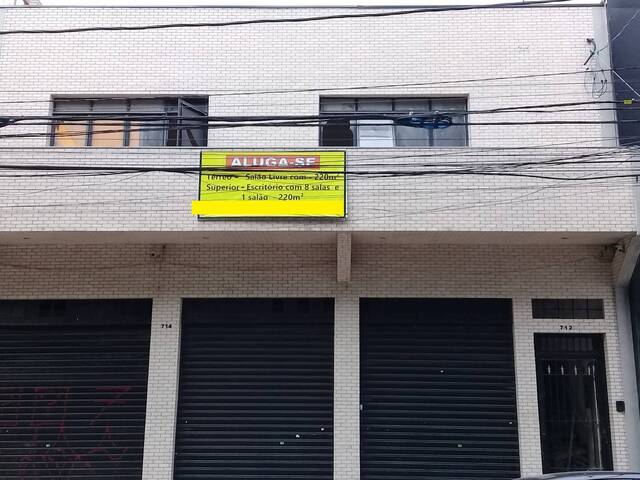 ALUGA-SE
Térreo - Salão Livre com - 220m²
Superior - Escritório com 8 salas e
1 salão - 220m²
714
712